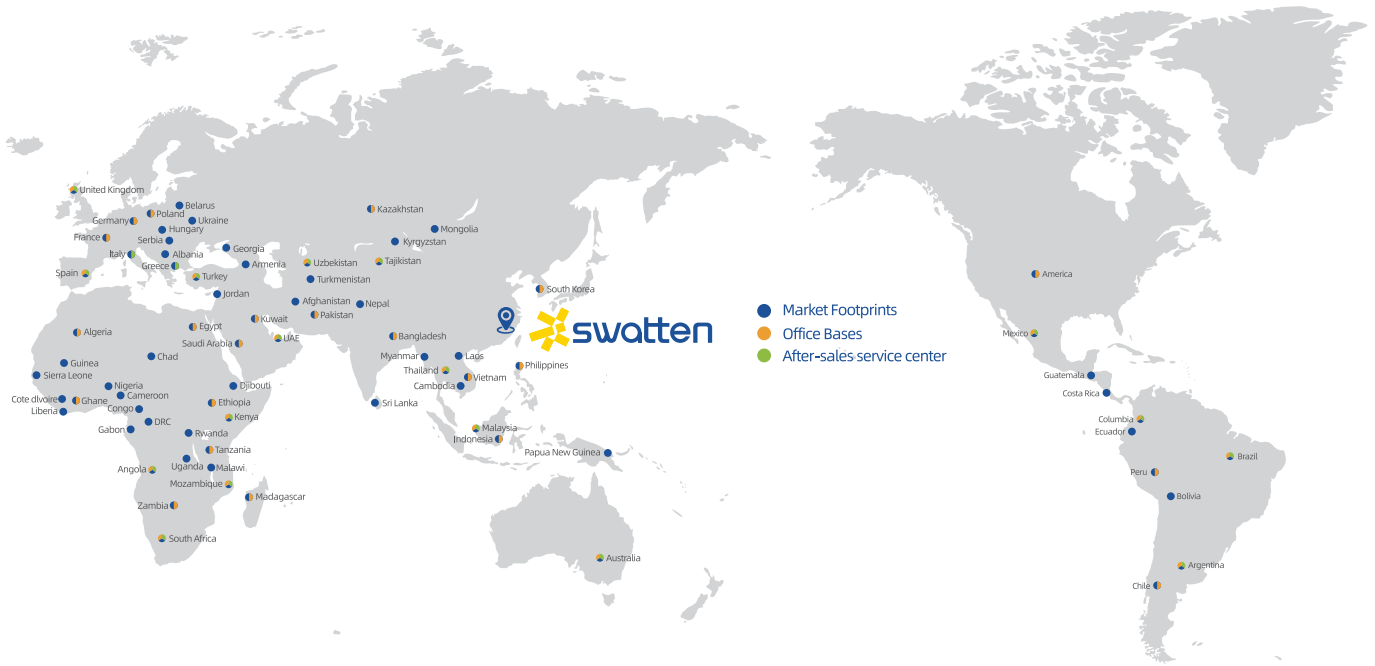 United Kingdom
Belarus
Poland
Germany
Ukraine
Hungary
France
Serbia
Italy
Albania
Georgia
Greece
Armenia
Spain
Turkey
Jordan
Kazakhstan
Mongolia
Kyrgyzstan
Uzbekistan
Tajikistan
Turkmenistan
Afghanistan
Nepal
Pakistan
South Korea
Kuwait
Algeria
Egypt
Saudi Arabia
UAE
Bangladesh
swatten
Chad
Guinea
Sierra Leone
Myanmar
Laos
Thailand
Philippines
Vietnam
Cambodia
Nigeria
Djibouti
Cameroon
Cote dlvoire
Ghane
Ethiopia
Liberia
Congo
Kenya
Sri Lanka
DRC
Gabon
Rwanda
Malaysia
Indonesia
Tanzania
Papua New Guinea
Uganda
Malawi
Angola
Mozambique
Madagascar
Zambia
South Africa
Australia
Market Footprints
Office Bases
After-sales service center
America
Mexico
Guatemala
Costa Rica
Columbia
Ecuador
Brazil
Peru
Bolivia
Argentina
Chile